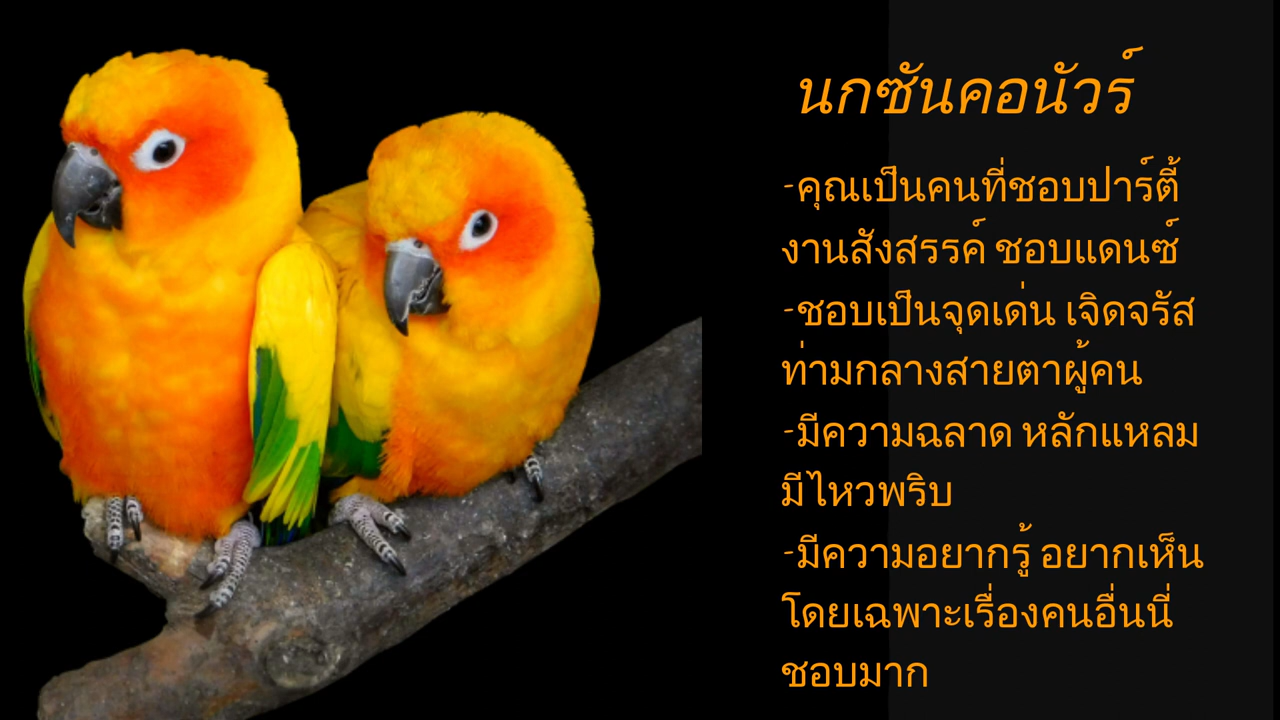 นกซันคอนัวร์
-คุณเป็นคนที่ชอบปาร์ตี้
งานสังสรรค์ ชอบแดนซ์
-ชอบเป็นจุดเด่น เจิดจรัส
ท่ามกลางสายตาผู้คน
-มีความฉลาด หลักแหลม
มีไหวพริบ
-มีความอยากรู้ อยากเห็น
โดยเฉพาะเรื่องคนอื่นนี่
ชอบมาก